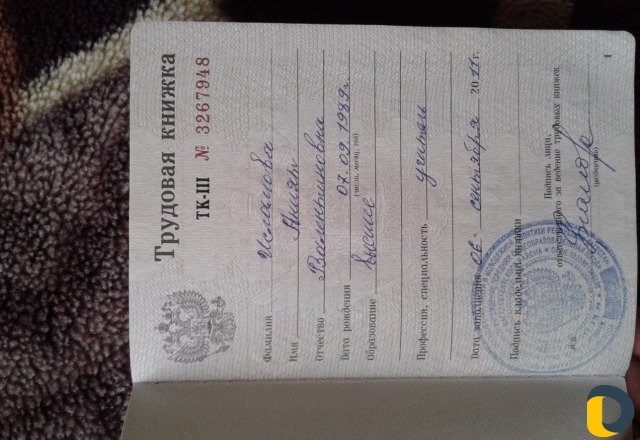 Трудовая книжка
ТК-III № 3267948
Фамилия Исламова
Имя
Отчество Валентиновна
Дата рождения 07.09.1989г.
(число, месяц, год)
Образование высшее
Профессия, специальность учитель
Дата заполнения 06 сентября 2011г.
Подпись владельца книжки
Подпись лица,
ответственного за ведение трудовых книжек
(разборчиво)
1